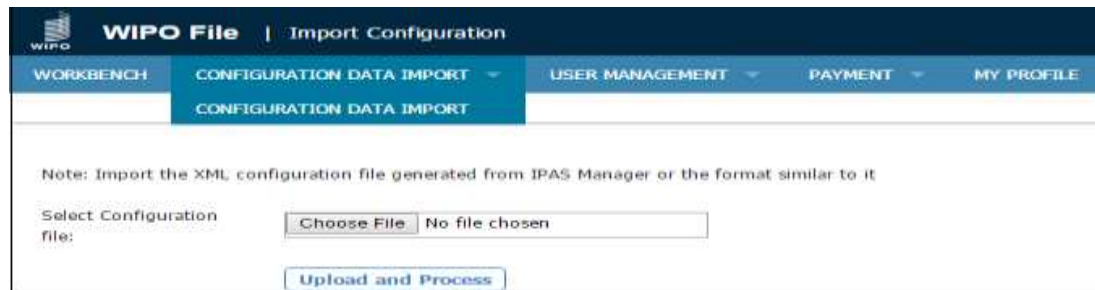 WIPO
WIPO File | Import Configuration
WORKBENCH CONFIGURATION DATA IMPORT USER MANAGEMENT PAYMENT MY PROFILE
CONFIGURATION DATA IMPORT
Note: Import the XML configuration file generated from IPAS Manager or the format similar to it
Select Configuration
file:
Choose File No file chosen
Upload and Process